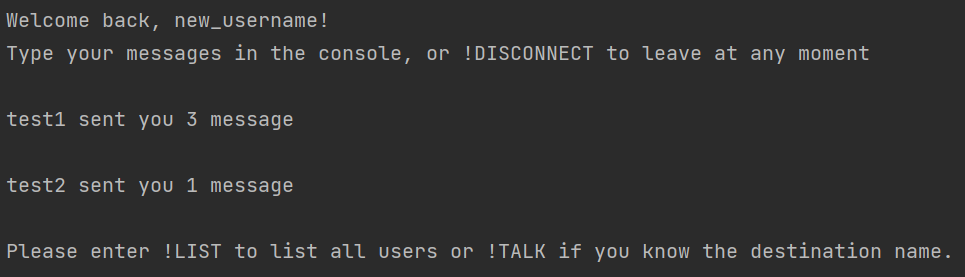 Welcome back, new_username!
Type your messages in the console, or !DISCONNECT to leave at any moment
test1 sent you 3 message
test2 sent you 1 message
Please enter !LIST to list all users or !TALK if you know the destination name.